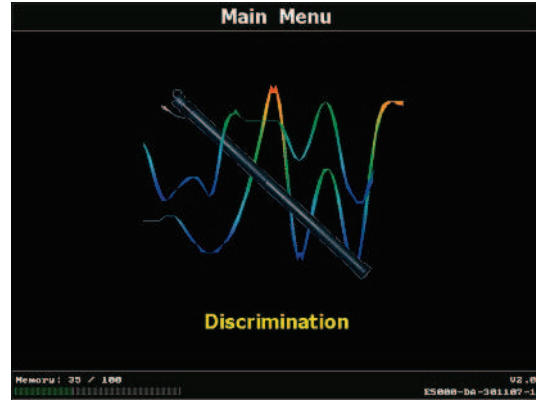 Main Menu
Discrimination
Memory: 35 / 100
V2.0
E5000-DA-301107-1